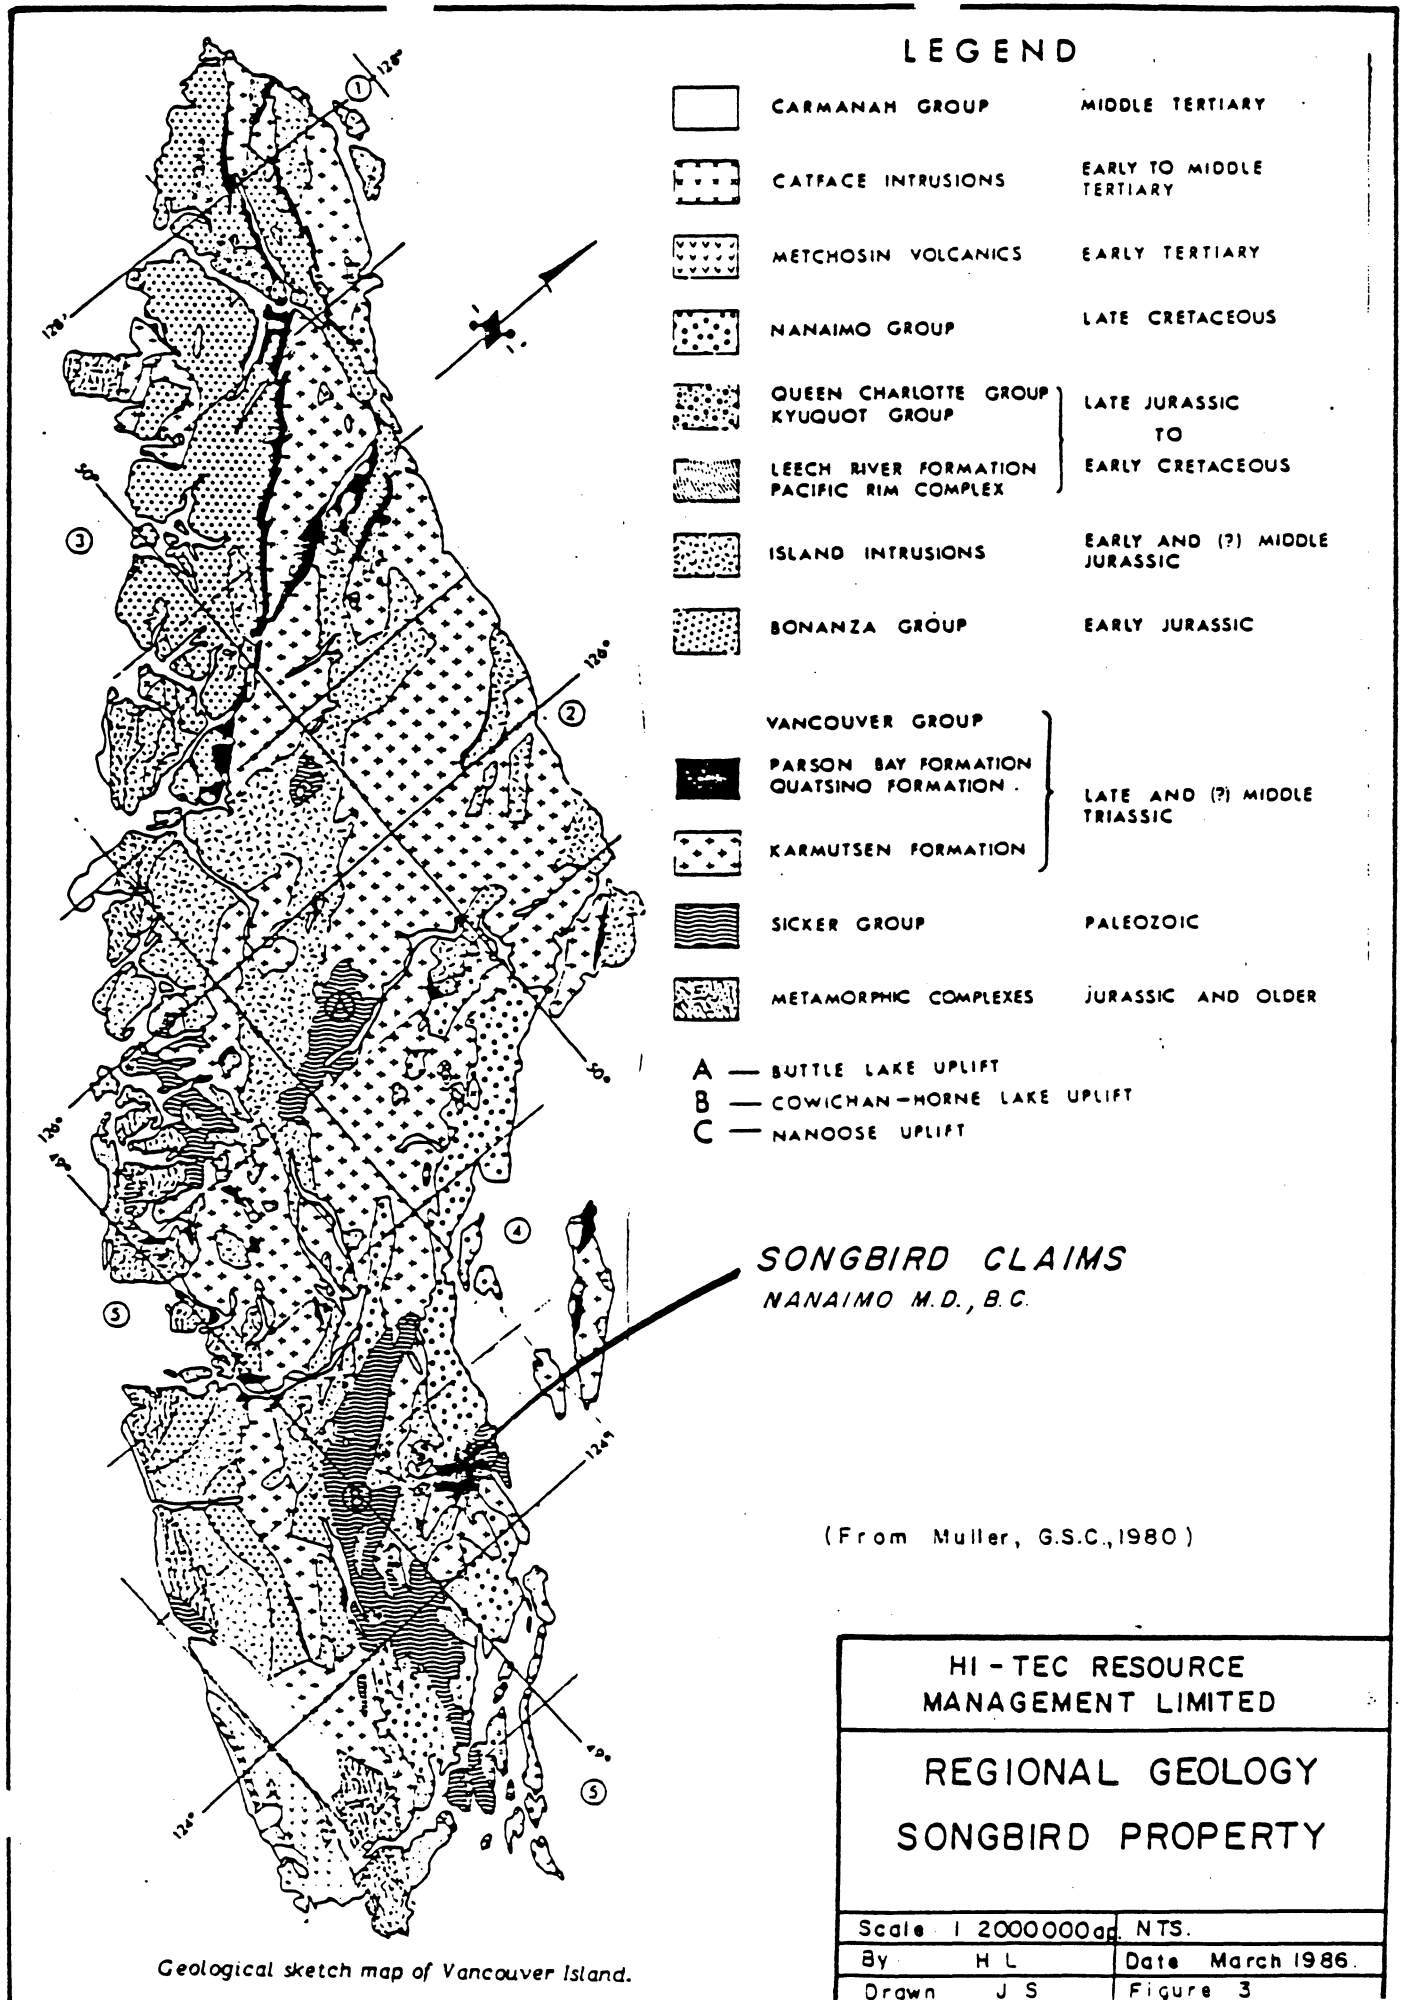 LEGEND
CARMANAH GROUP MIDDLE TERTIARY
CATFACE INTRUSIONS EARLY TO MIDDLE TERTIARY
METCHOSIN VOLCANICS EARLY TERTIARY
NANAIMO GROUP LATE CRETACEOUS
QUEEN CHARLOTTE GROUP
KYUQUOT GROUP
LEECH RIVER FORMATION
PACIFIC RIM COMPLEX
LATE JURASSIC
TO
EARLY CRETACEOUS
ISLAND INTRUSIONS EARLY AND (?) MIDDLE JURASSIC
BONANZA GROUP EARLY JURASSIC
VANCOUVER GROUP
PARSON BAY FORMATION
QUATSINO FORMATION
KARMUTSEN FORMATION
LATE AND (?) MIDDLE
TRIASSIC
SICKER GROUP PALEOZOIC
METAMORPHIC COMPLEXES JURASSIC AND OLDER
A — BUTTLE LAKE UPLIFT
B — COWICHAN-HORNE LAKE UPLIFT
C — NANOOSE UPLIFT
SONGBIRD CLAIMS
NANAIMO M.D., B.C.
128°
1
128°
50°
3
126°
2
A
50°
126°
49°
4
5
B
124°
49°
5
124°
(From Muller, G.S.C., 1980)
Geological sketch map of Vancouver Island.
HI-TEC RESOURCE
MANAGEMENT LIMITED
REGIONAL GEOLOGY
SONGBIRD PROPERTY
Scale 1 2000000ap. NTS.
By H L Date March 1986.
Drawn J S Figure 3